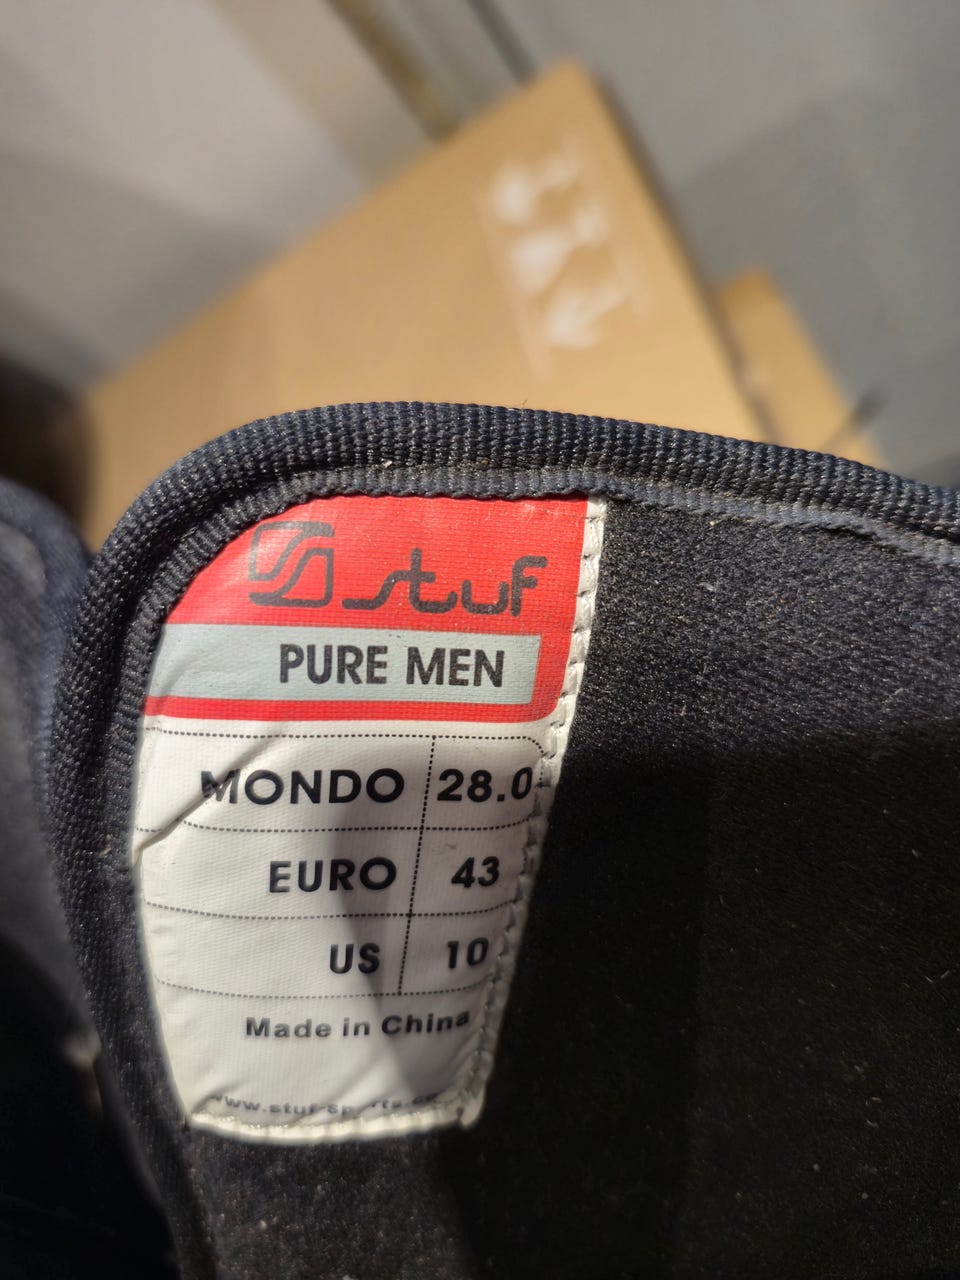 stuf
PURE MEN
MONDO 28.0
EURO 43
US 10
Made in China